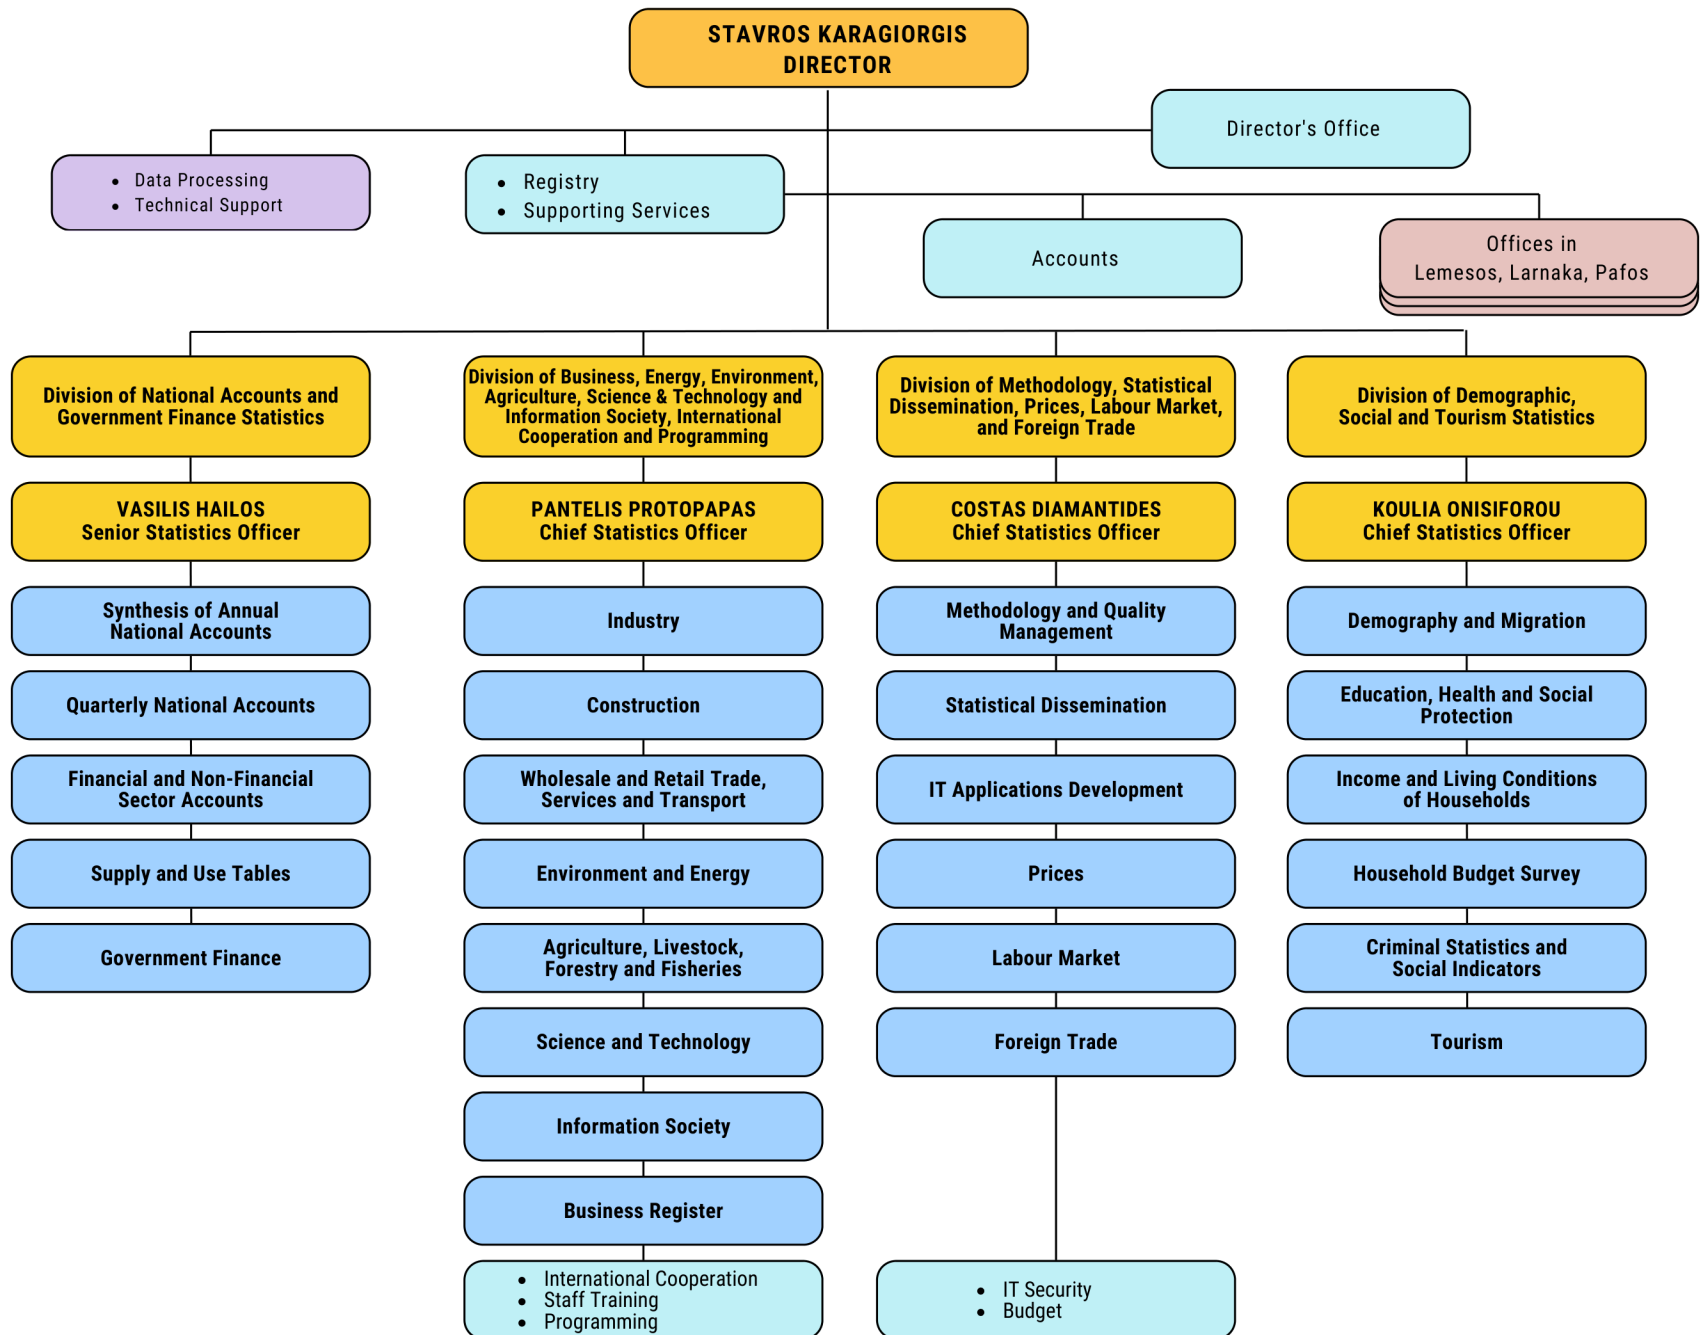 STAVROS KARAGIORGIS
DIRECTOR
Director's Office
• Data Processing
• Technical Support
• Registry
• Supporting Services
Accounts
Offices in
Lemesos, Larnaka, Pafos
Division of National Accounts and
Government Finance Statistics
VASILIS HAILOS
Senior Statistics Officer
Synthesis of Annual
National Accounts
Quarterly National Accounts
Financial and Non-Financial
Sector Accounts
Supply and Use Tables
Government Finance
Division of Business, Energy, Environment,
Agriculture, Science & Technology and
Information Society, International
Cooperation and Programming
PANTELIS PROTOPAPAS
Chief Statistics Officer
Industry
Construction
Wholesale and Retail Trade,
Services and Transport
Environment and Energy
Agriculture, Livestock,
Forestry and Fisheries
Science and Technology
Information Society
Business Register
• International Cooperation
• Staff Training
• Programming
Division of Methodology, Statistical
Dissemination, Prices, Labour Market,
and Foreign Trade
COSTAS DIAMANTIDES
Chief Statistics Officer
Methodology and Quality
Management
Statistical Dissemination
IT Applications Development
Prices
Labour Market
Foreign Trade
• IT Security
• Budget
Division of Demographic,
Social and Tourism Statistics
KOULIA ONISIFOROU
Chief Statistics Officer
Demography and Migration
Education, Health and Social
Protection
Income and Living Conditions
of Households
Household Budget Survey
Criminal Statistics and
Social Indicators
Tourism